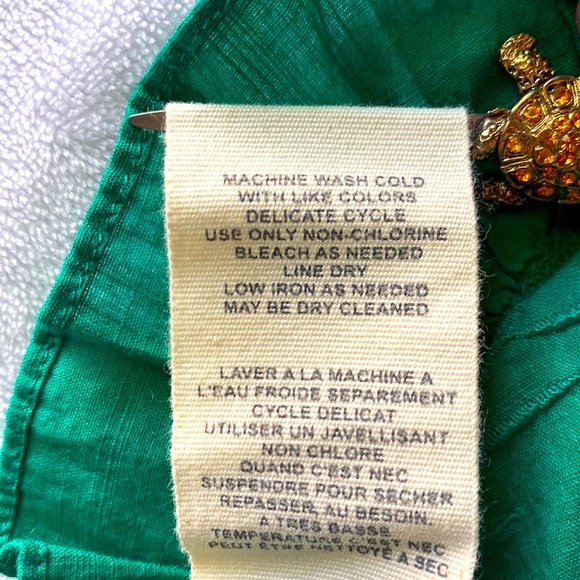 MACHINE WASH COLD
WITH LIKE COLORS
DELICATE CYCLE
USE ONLY NON-CHLORINE
BLEACH AS NEEDED
LINE DRY
LOW IRON AS NEEDED
MAY BE DRY CLEANED
LAVER A LA MACHINE A
L'EAU FROIDE SEPAREMENT
CYCLE DELICAT
UTILISER UN JAVELLISANT
NON CHLORE
QUAND C'EST NEC
SUSPENDRE POUR SECHER
REPASSER, AU BESOIN.
A TRES BASSE
TEMPERATURE C'EST NEC
PEUT ETRE NETTOYÉ A SEC